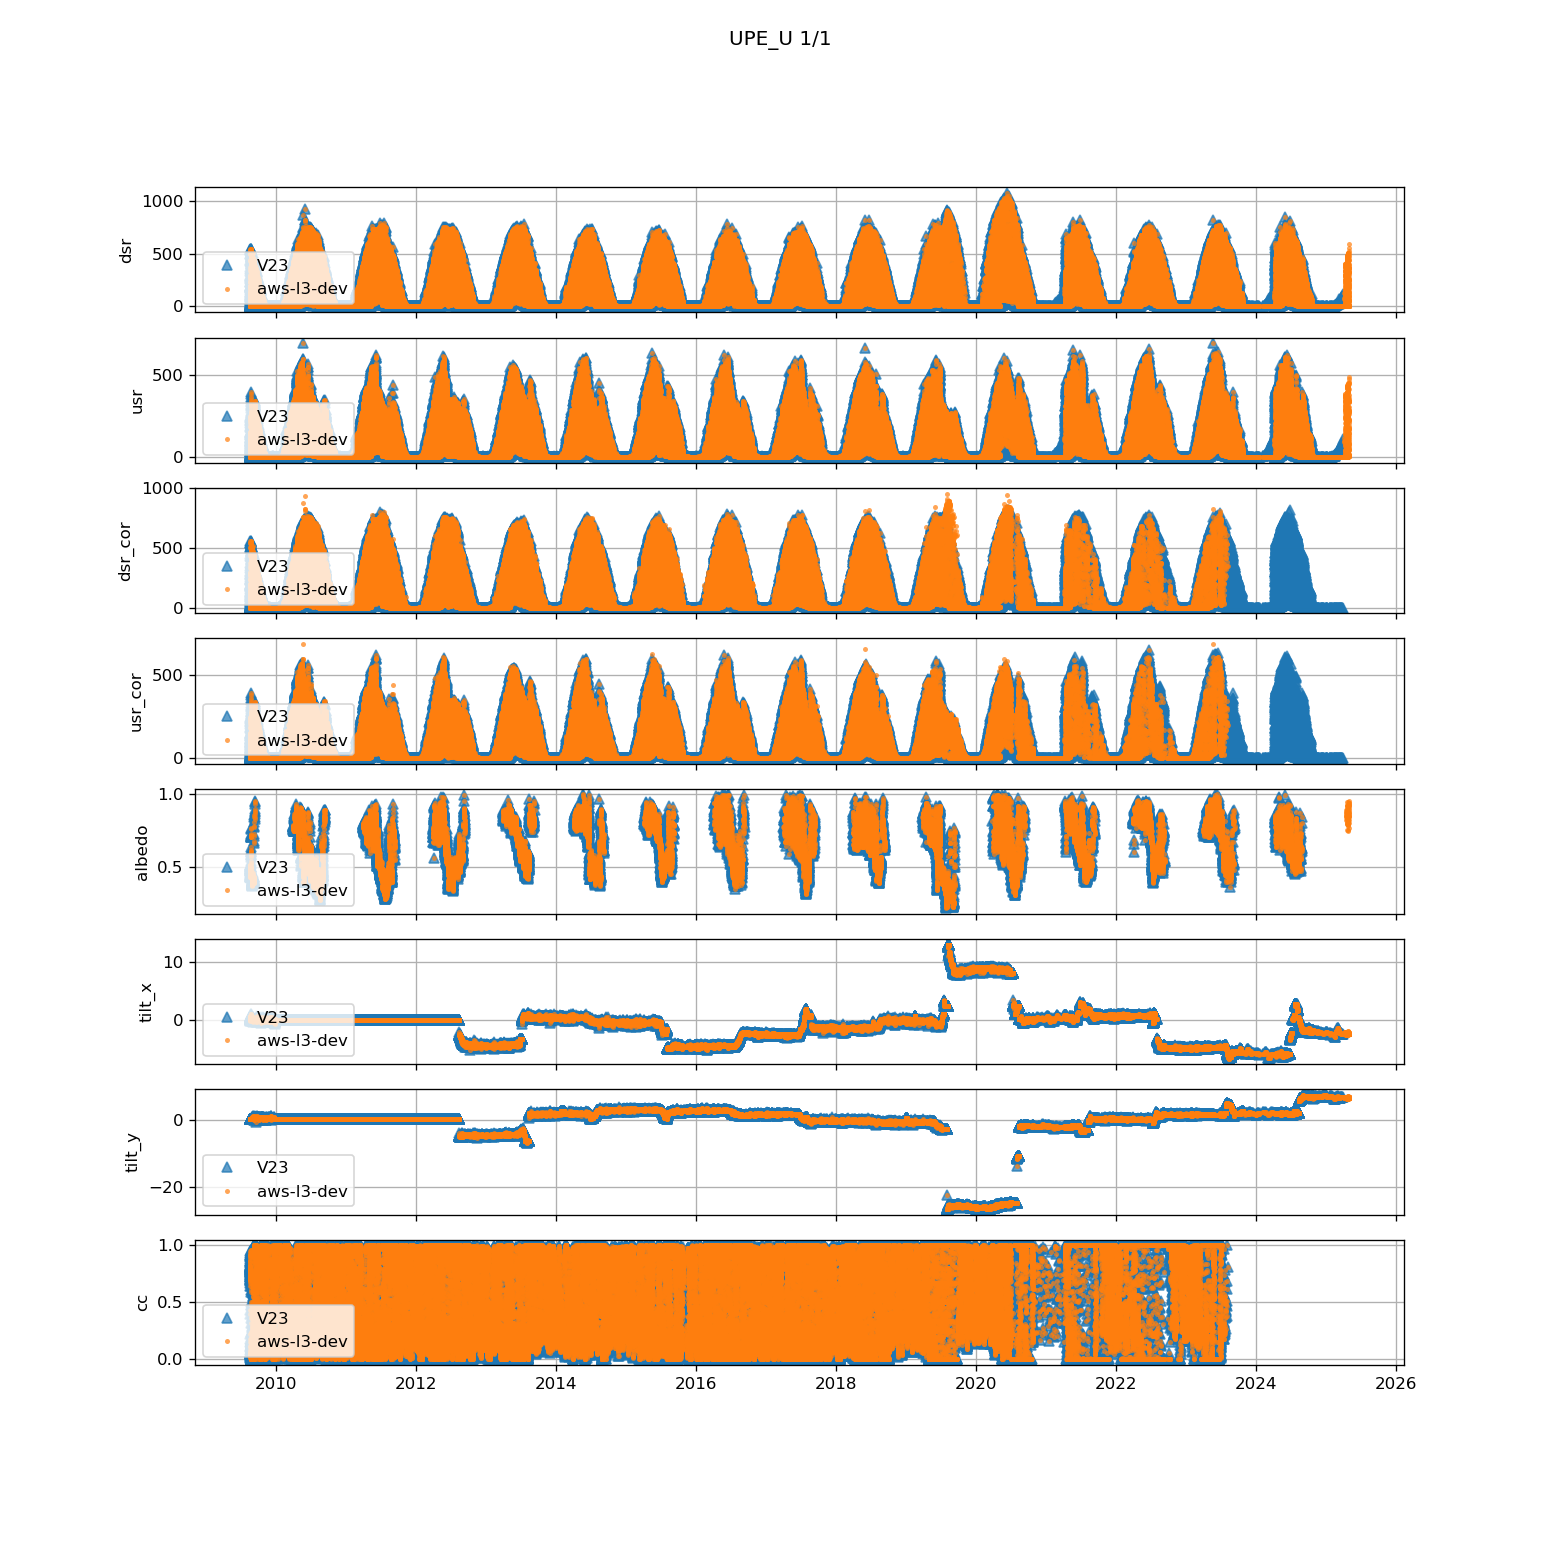 UPE_U 1/1
1000
500
0
dsr
V23
aws-l3-dev
500
0
usr
V23
aws-l3-dev
1000
500
0
dsr_cor
V23
aws-l3-dev
500
0
usr_cor
V23
aws-l3-dev
1.0
0.5
albedo
V23
aws-l3-dev
10
0
tilt_x
V23
aws-l3-dev
0
−20
tilt_y
V23
aws-l3-dev
1.0
0.5
0.0
cc
V23
aws-l3-dev
2010 2012 2014 2016 2018 2020 2022 2024 2026